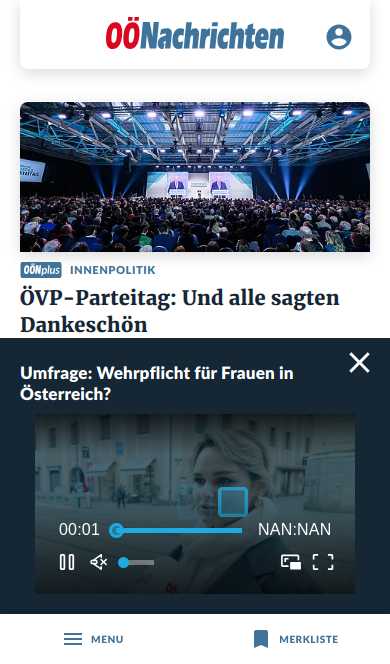 OÖNachrichten
OÖNplus INNENPOLITIK
ÖVP-Parteitag: Und alle sagten
Dankeschön
Umfrage: Wehrpflicht für Frauen in
Österreich?
00:01
NAN:NAN
MENU
MERKLISTE